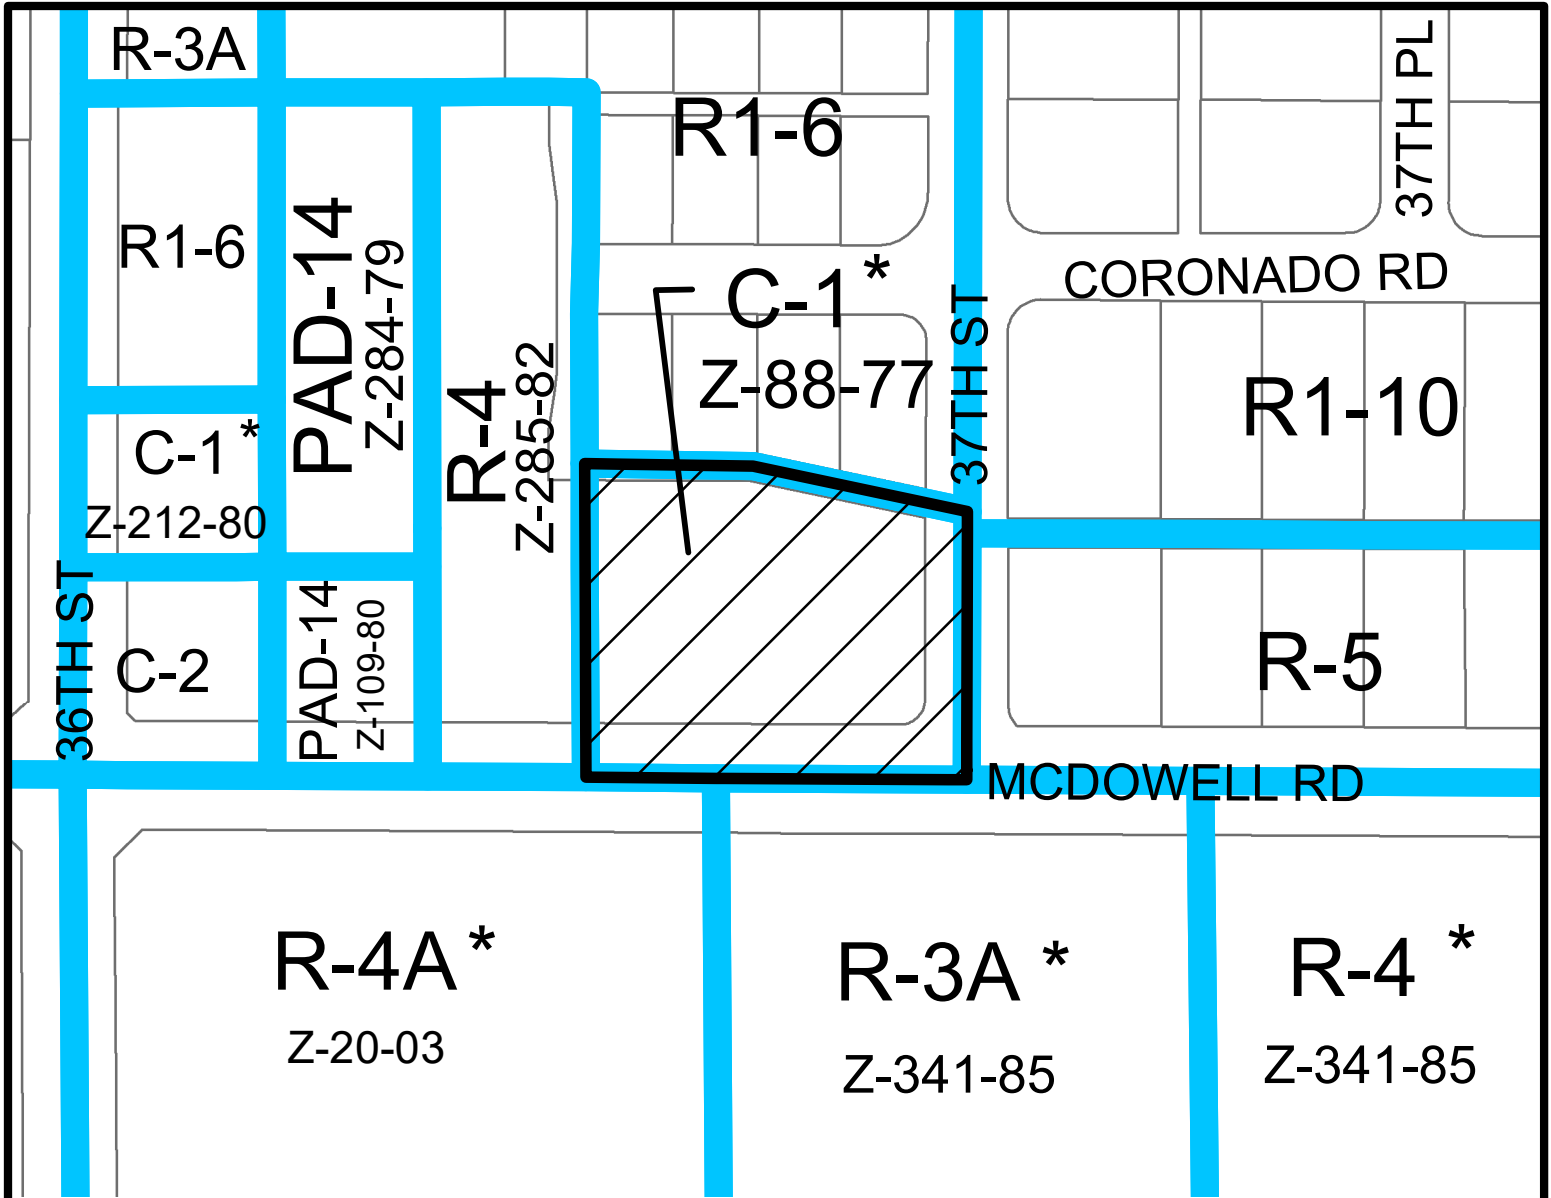 R-3A
37TH PL
R1-6
R1-6
PAD-14
Z-284-79
C-1 *
Z-88-77
CORONADO RD
37TH ST
R-4
Z-285-82
R1-10
C-1 *
Z-212-80
36TH ST
C-2
PAD-14
Z-109-80
R-5
MCDOWELL RD
R-4A *
Z-20-03
R-3A *
Z-341-85
R-4 *
Z-341-85